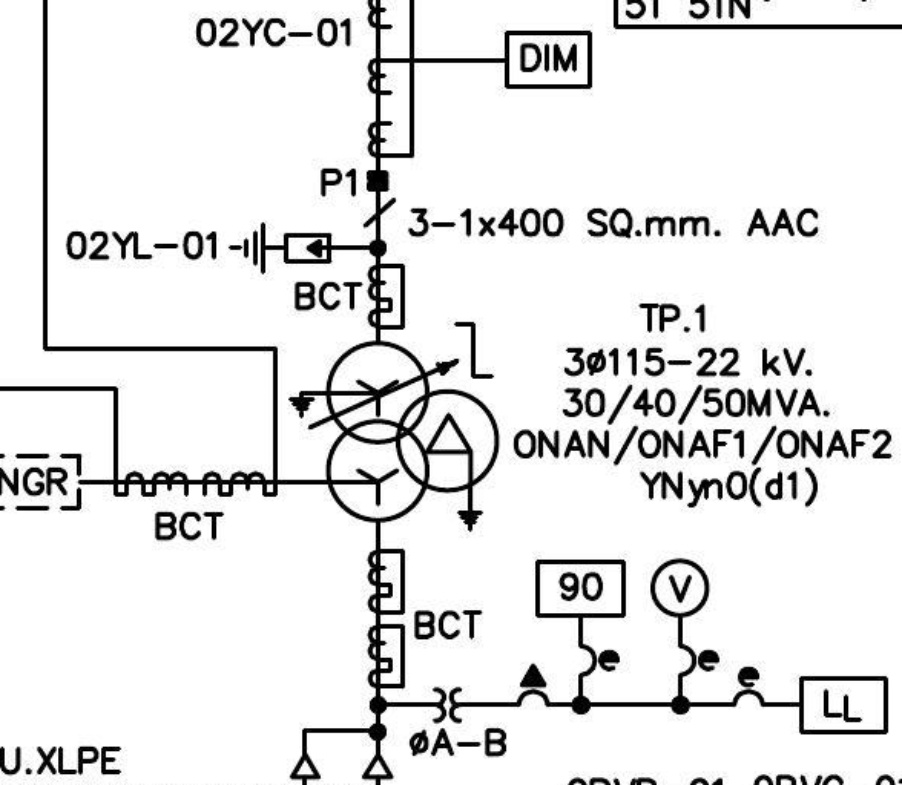 51 51N
02YC-01
DIM
P1
3-1x400 SQ.mm. AAC
02YL-01
BCT
TP.1
3ø115-22 kV.
30/40/50MVA.
ONAN/ONAF1/ONAF2
YNyn0(d1)
NGR
BCT
90
V
BCT
e
e
e
LL
øA-B
U.XLPE